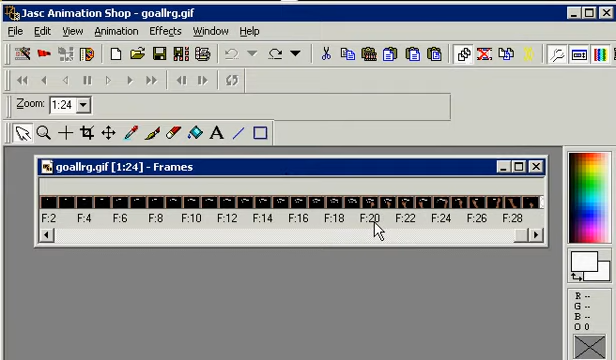 Jasc Animation Shop - goallrg.gif
File Edit View Animation Effects Window Help
Zoom: 1:24
goallrg.gif [1:24] - Frames
F:2 F:4 F:6 F:8 F:10 F:12 F:14 F:16 F:18 F:20 F:22 F:24 F:26 F:28
R --
G --
B --
O 0